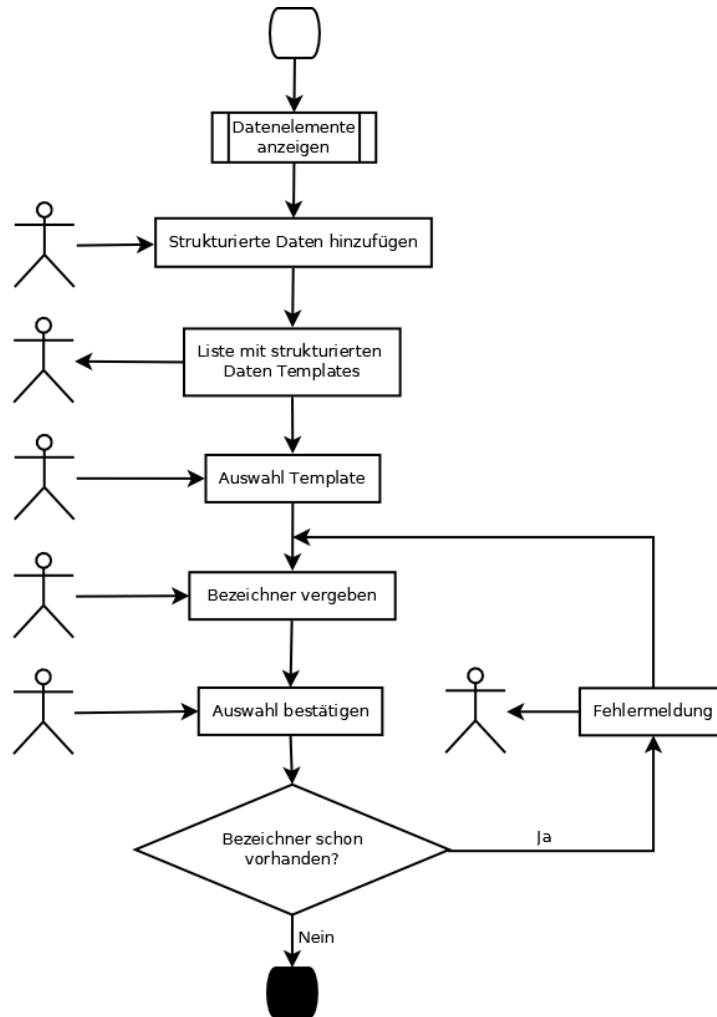 Datenelemente
anzeigen
Strukturierte Daten hinzufügen
Liste mit strukturierten
Daten Templates
Auswahl Template
Bezeichner vergeben
Auswahl bestätigen
Fehlermeldung
Bezeichner schon
vorhanden?
Ja
Nein